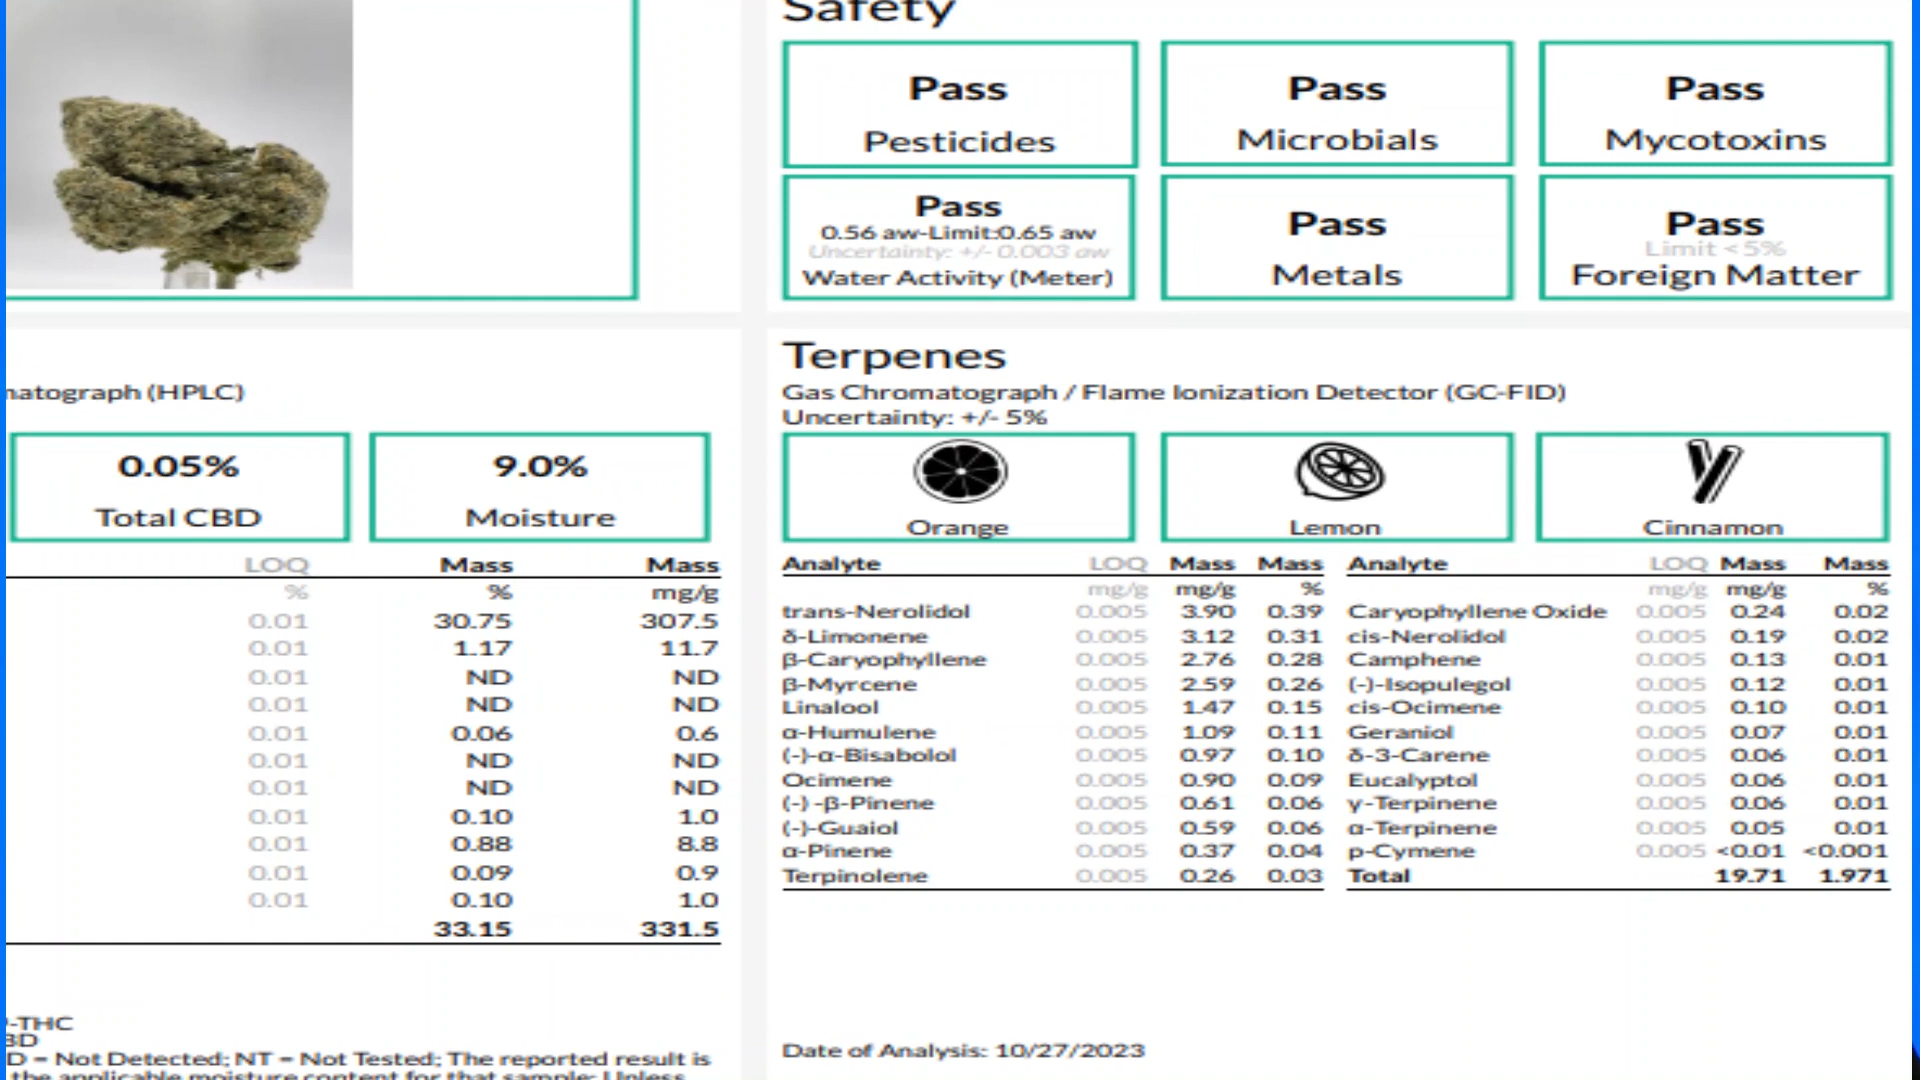 Safety
Pass
Pesticides
Pass
Microbials
Pass
Mycotoxins
Pass
0.56 aw-Limit:0.65 aw
Uncertainty: +/- 0.003 aw
Water Activity (Meter)
Pass
Metals
Pass
Limit < 5%
Foreign Matter
(HPLC)
0.05%
Total CBD
9.0%
Moisture
LOQ Mass Mass
% % mg/g
0.01 30.75 307.5
0.01 1.17 11.7
0.01 ND ND
0.01 ND ND
0.01 0.06 0.6
0.01 ND ND
0.01 ND ND
0.01 0.10 1.0
0.01 0.88 8.8
0.01 0.09 0.9
0.01 0.10 1.0
33.15 331.5
-THC
BD
D = Not Detected; NT = Not Tested; The reported result is
the applicable moisture content for that sample; Unless
Terpenes
Gas Chromatograph / Flame Ionization Detector (GC-FID)
Uncertainty: +/- 5%
Orange
Lemon
Cinnamon
Analyte LOQ Mass Mass
mg/g mg/g %
trans-Nerolidol 0.005 3.90 0.39
δ-Limonene 0.005 3.12 0.31
β-Caryophyllene 0.005 2.76 0.28
β-Myrcene 0.005 2.59 0.26
Linalool 0.005 1.47 0.15
α-Humulene 0.005 1.09 0.11
(-)-α-Bisabolol 0.005 0.97 0.10
Ocimene 0.005 0.90 0.09
(-) -β-Pinene 0.005 0.61 0.06
(-)-Guaiol 0.005 0.59 0.06
α-Pinene 0.005 0.37 0.04
Terpinolene 0.005 0.26 0.03
Analyte LOQ Mass Mass
mg/g mg/g %
Caryophyllene Oxide 0.005 0.24 0.02
cis-Nerolidol 0.005 0.19 0.02
Camphene 0.005 0.13 0.01
(-)-Isopulegol 0.005 0.12 0.01
cis-Ocimene 0.005 0.10 0.01
Geraniol 0.005 0.07 0.01
δ-3-Carene 0.005 0.06 0.01
Eucalyptol 0.005 0.06 0.01
γ-Terpinene 0.005 0.06 0.01
α-Terpinene 0.005 0.05 0.01
p-Cymene 0.005 <0.01 <0.001
Total 19.71 1.971
Date of Analysis: 10/27/2023